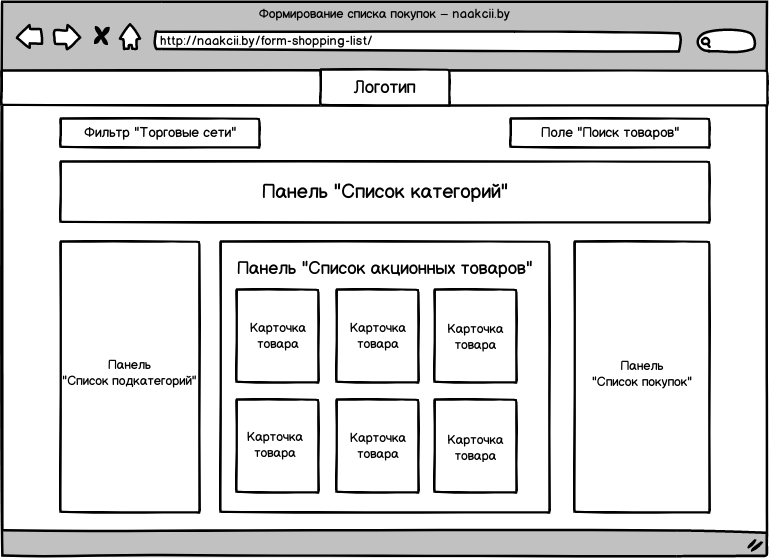 Формирование списка покупок – naakcii.by
http://naakcii.by/form-shopping-list/
Логотип
Фильтр "Торговые сети"
Поле "Поиск товаров"
Панель "Список категорий"
Панель
"Список подкатегорий"
Панель "Список акционных товаров"
Карточка
товара
Карточка
товара
Карточка
товара
Карточка
товара
Карточка
товара
Карточка
товара
Панель
"Список покупок"